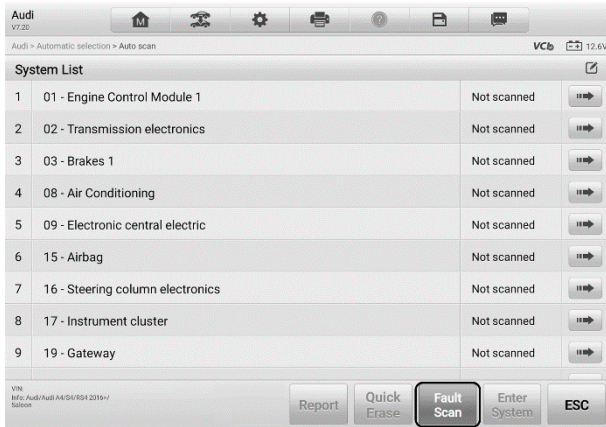 Audi
V7.20
M
?
Audi > Automatic selection > Auto scan
VCb
12.6V
System List
1 01 - Engine Control Module 1 Not scanned
2 02 - Transmission electronics Not scanned
3 03 - Brakes 1 Not scanned
4 08 - Air Conditioning Not scanned
5 09 - Electronic central electric Not scanned
6 15 - Airbag Not scanned
7 16 - Steering column electronics Not scanned
8 17 - Instrument cluster Not scanned
9 19 - Gateway Not scanned
VIN:
Info: Audi/Audi A4/S4/RS4 2016>/
Saloon
Report
Quick
Erase
Fault
Scan
Enter
System
ESC